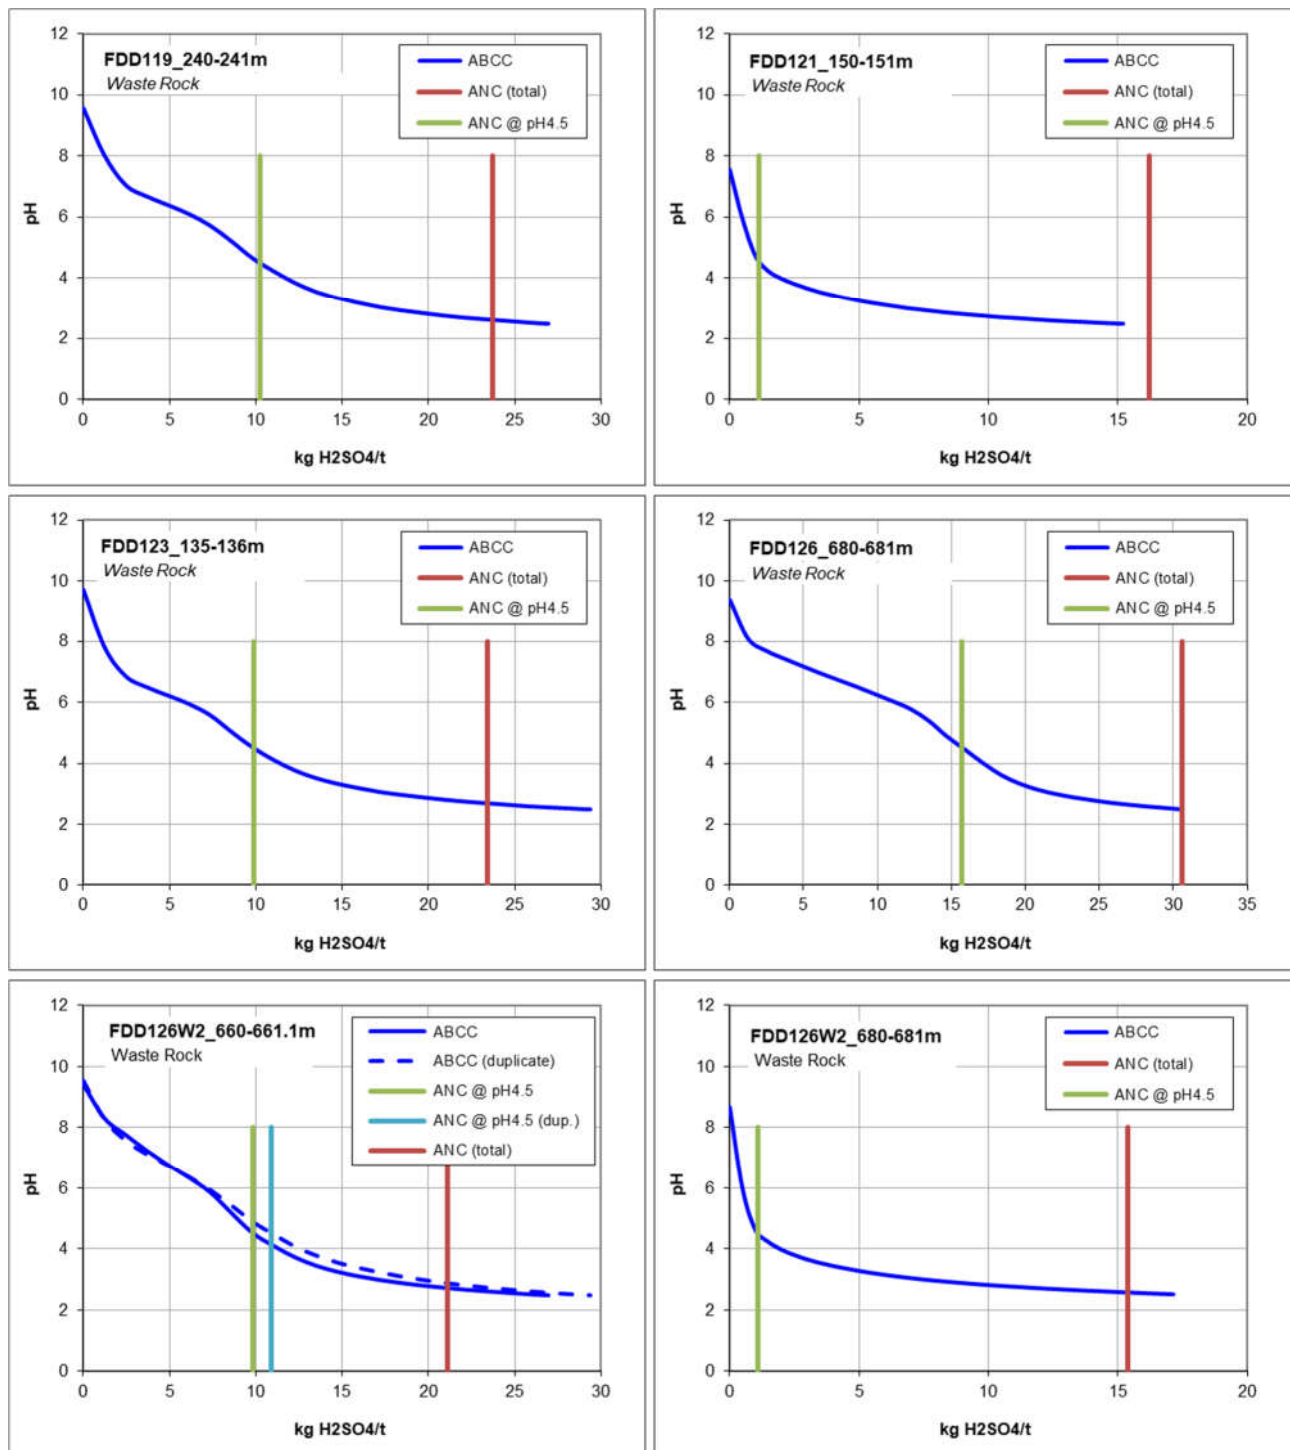 FDD119_240-241m
Waste Rock
ABCC
ANC (total)
ANC @ pH4.5
pH
12
10
8
6
4
2
0
0 5 10 15 20 25 30
kg H2SO4/t
FDD121_150-151m
Waste Rock
ABCC
ANC (total)
ANC @ pH4.5
pH
12
10
8
6
4
2
0
0 5 10 15 20
kg H2SO4/t
FDD123_135-136m
Waste Rock
ABCC
ANC (total)
ANC @ pH4.5
pH
12
10
8
6
4
2
0
0 5 10 15 20 25 30
kg H2SO4/t
FDD126_680-681m
Waste Rock
ABCC
ANC (total)
ANC @ pH4.5
pH
12
10
8
6
4
2
0
0 5 10 15 20 25 30 35
kg H2SO4/t
FDD126W2_660-661.1m
Waste Rock
ABCC
ABCC (duplicate)
ANC @ pH4.5
ANC @ pH4.5 (dup.)
ANC (total)
pH
12
10
8
6
4
2
0
0 5 10 15 20 25 30
kg H2SO4/t
FDD126W2_680-681m
Waste Rock
ABCC
ANC (total)
ANC @ pH4.5
pH
12
10
8
6
4
2
0
0 5 10 15 20
kg H2SO4/t